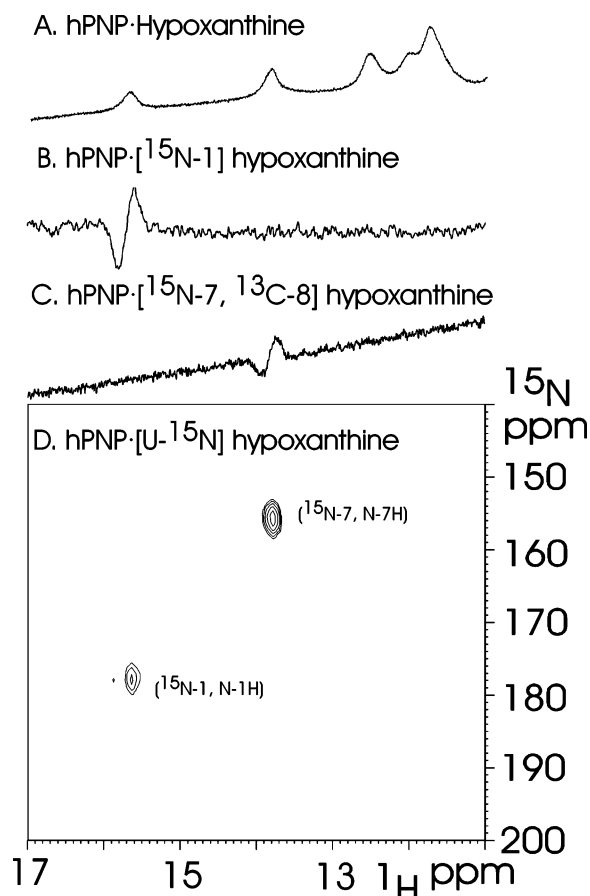 A. hPNP·Hypoxanthine
B. hPNP·[15N-1] hypoxanthine
C. hPNP·[15N-7, 13C-8] hypoxanthine
15N
ppm
D. hPNP·[U-15N] hypoxanthine
150
(15N-7, N-7H)
160
170
(15N-1, N-1H)
180
190
200
17 15 13 1H ppm